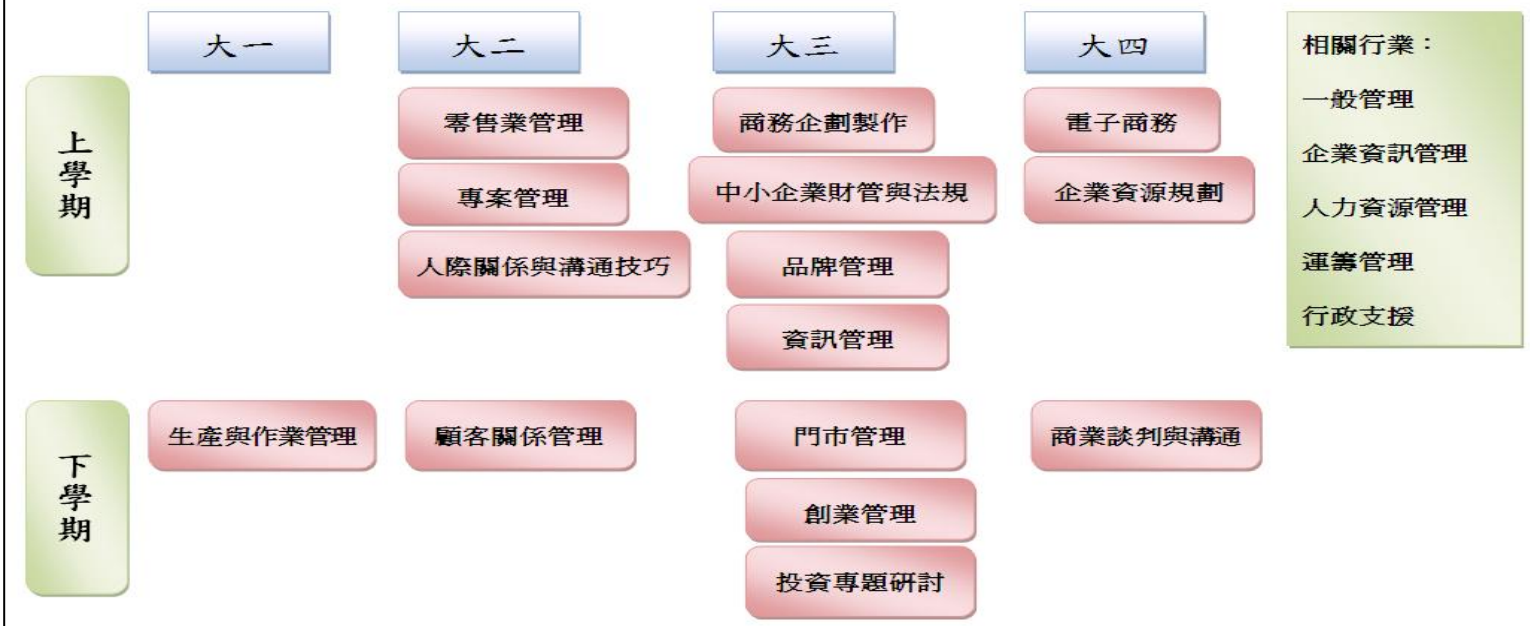 大一
大二
大三
大四
上學期
零售業管理
商務企劃製作
電子商務
專案管理
中小企業財管與法規
企業資源規劃
人際關係與溝通技巧
品牌管理
資訊管理
下學期
生產與作業管理
顧客關係管理
門市管理
商業談判與溝通
創業管理
投資專題研討
相關行業：
一般管理
企業資訊管理
人力資源管理
運籌管理
行政支援